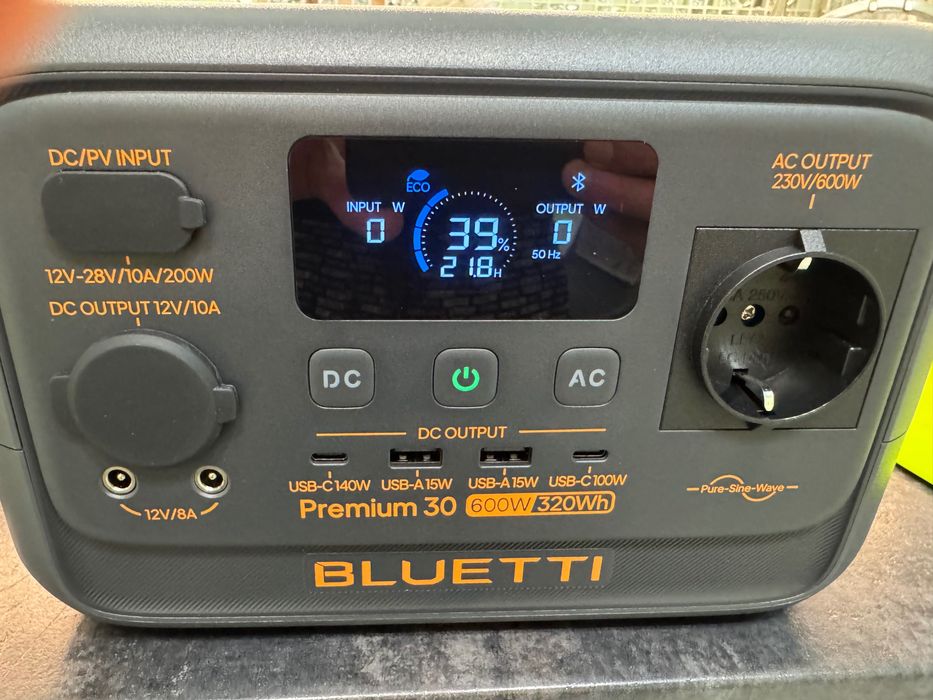 DC/PV INPUT
12V-28V/10A/200W
DC OUTPUT 12V/10A
12V/8A
ECO
INPUT W
0
39%
21.8H
OUTPUT W
0
50Hz
AC OUTPUT
230V/600W
DC
AC
DC OUTPUT
USB-C 140W USB-A 15W USB-A 15W USB-C 100W
Premium 30 600W/320Wh
Pure-Sine-Wave
BLUETTI